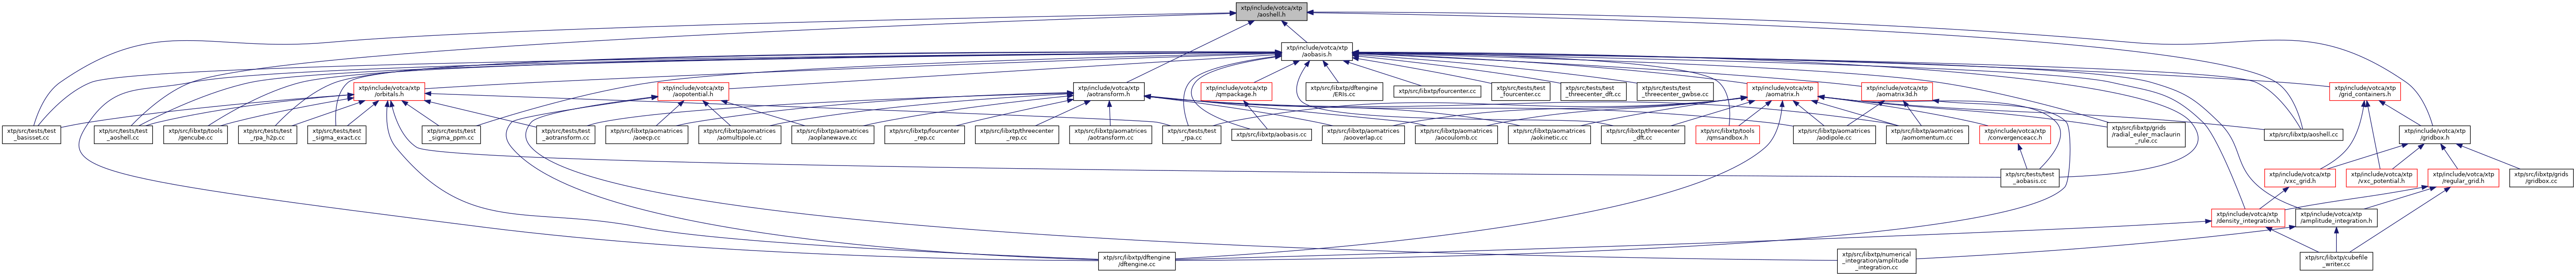 xtp/include/votca/xtp
/aoshell.h
xtp/include/votca/xtp
/aobasis.h
xtp/include/votca/xtp
/orbitals.h
xtp/include/votca/xtp
/aopotential.h
xtp/include/votca/xtp
/aotransform.h
xtp/include/votca/xtp
/qmpackage.h
xtp/src/libxtp/dftengine
/ERIs.cc
xtp/src/libxtp/fourcenter.cc
xtp/src/tests/test
_fourcenter.cc
xtp/src/tests/test
_threecenter_dft.cc
xtp/src/tests/test
_threecenter_gwbse.cc
xtp/include/votca/xtp
/aomatrix.h
xtp/include/votca/xtp
/aomatrix3d.h
xtp/include/votca/xtp
/grid_containers.h
xtp/src/tests/test
_basisset.cc
xtp/src/tests/test
_aoshell.cc
xtp/src/libxtp/tools
/gencube.cc
xtp/src/tests/test
_rpa_h2p.cc
xtp/src/tests/test
_sigma_exact.cc
xtp/src/tests/test
_sigma_ppm.cc
xtp/src/tests/test
_aotransform.cc
xtp/src/libxtp/aomatrices
/aoecp.cc
xtp/src/libxtp/aomatrices
/aomultipole.cc
xtp/src/libxtp/aomatrices
/aoplanewave.cc
xtp/src/libxtp/fourcenter
_rep.cc
xtp/src/libxtp/threecenter
_rep.cc
xtp/src/libxtp/aomatrices
/aotransform.cc
xtp/src/tests/test
_rpa.cc
xtp/src/libxtp/aobasis.cc
xtp/src/libxtp/aomatrices
/aooverlap.cc
xtp/src/libxtp/aomatrices
/aocoulomb.cc
xtp/src/libxtp/aomatrices
/aokinetic.cc
xtp/src/libxtp/threecenter
_dft.cc
xtp/src/libxtp/tools
/qmsandbox.h
xtp/src/libxtp/aomatrices
/aodipole.cc
xtp/src/libxtp/aomatrices
/aomomentum.cc
xtp/include/votca/xtp
/convergenceacc.h
xtp/src/libxtp/grids
/radial_euler_maclaurin
_rule.cc
xtp/src/libxtp/aoshell.cc
xtp/include/votca/xtp
/gridbox.h
xtp/src/tests/test
_aobasis.cc
xtp/include/votca/xtp
/vxc_grid.h
xtp/include/votca/xtp
/vxc_potential.h
xtp/include/votca/xtp
/regular_grid.h
xtp/src/libxtp/grids
/gridbox.cc
xtp/include/votca/xtp
/density_integration.h
xtp/include/votca/xtp
/amplitude_integration.h
xtp/src/libxtp/dftengine
/dftengine.cc
xtp/src/libxtp/numerical
_integration/amplitude
_integration.cc
xtp/src/libxtp/cubefile
_writer.cc